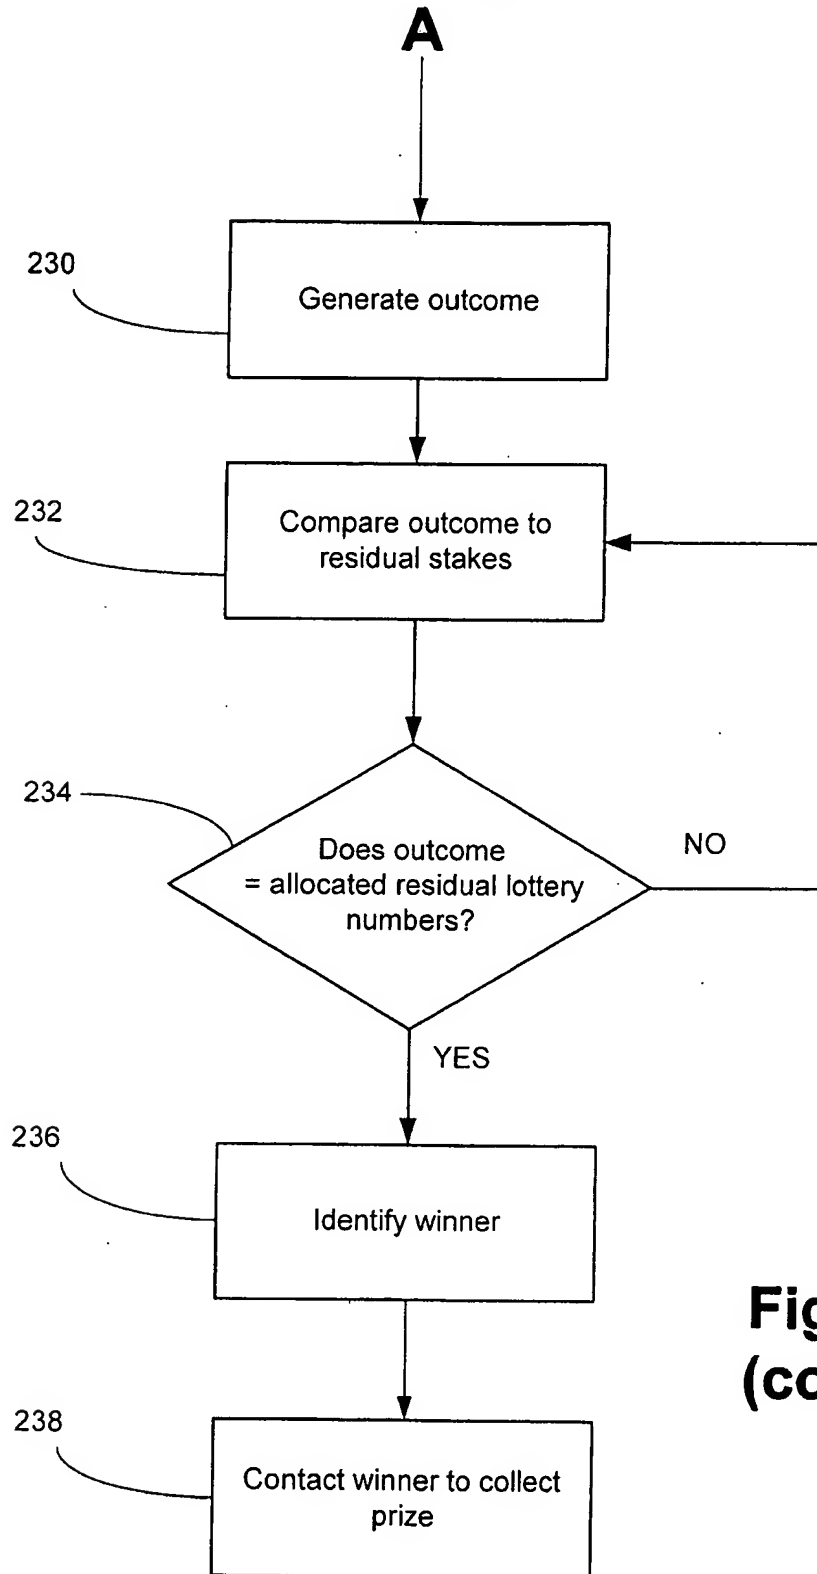 A
230
Generate outcome
232
Compare outcome to
residual stakes
234
Does outcome
= allocated residual lottery
numbers?
NO
YES
236
Identify winner
238
Contact winner to collect
prize